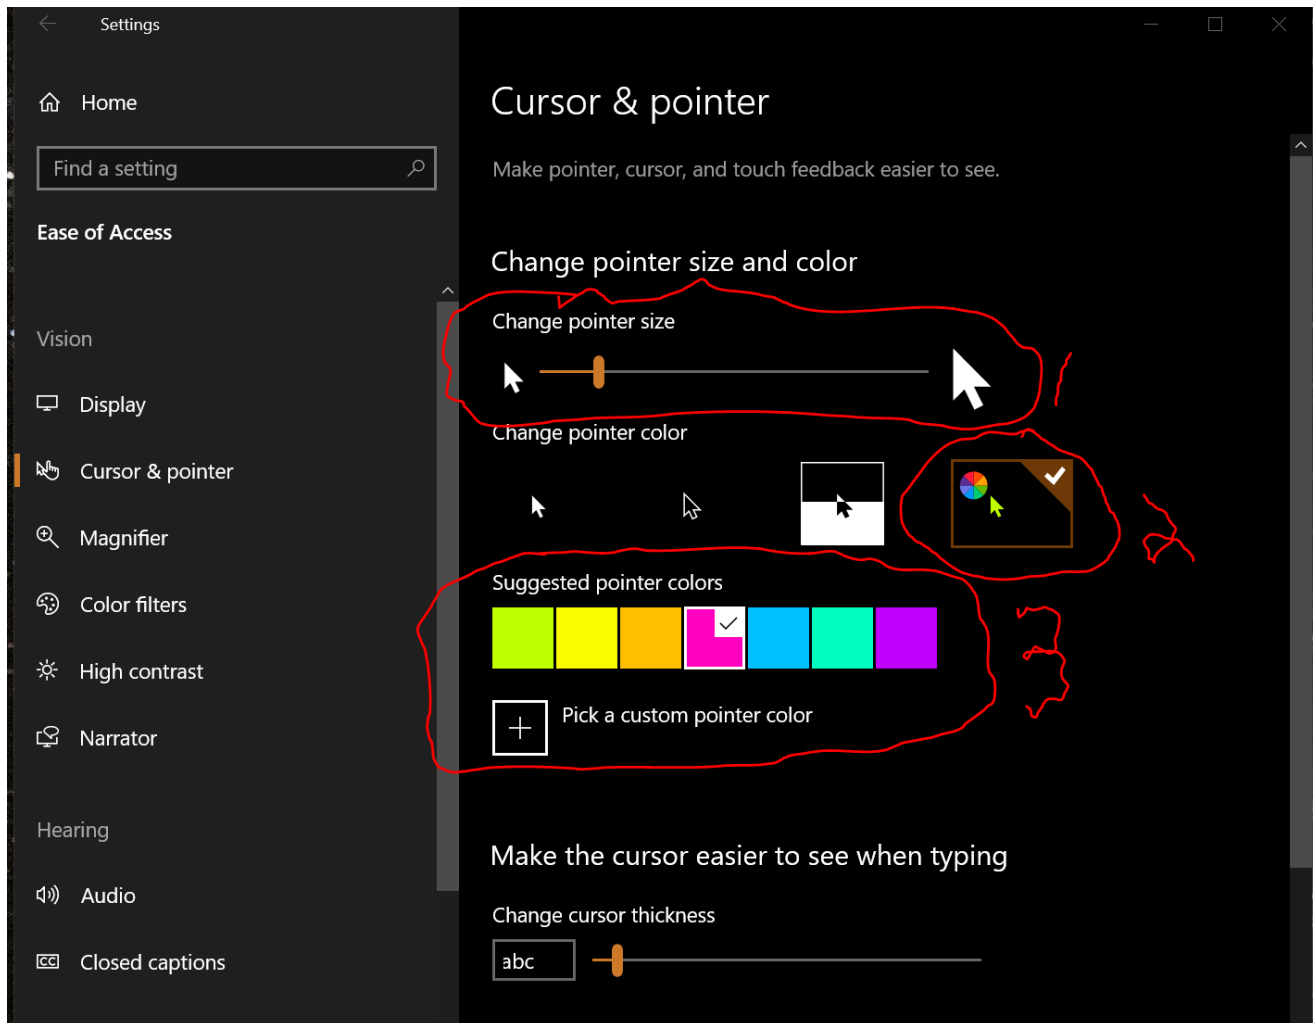 Settings
Home
Find a setting
Ease of Access
Vision
Display
Cursor & pointer
Magnifier
Color filters
High contrast
Narrator
Hearing
Audio
CC Closed captions
Cursor & pointer
Make pointer, cursor, and touch feedback easier to see.
Change pointer size and color
Change pointer size
1
Change pointer color
2
Suggested pointer colors
3
Pick a custom pointer color
Make the cursor easier to see when typing
Change cursor thickness
abc